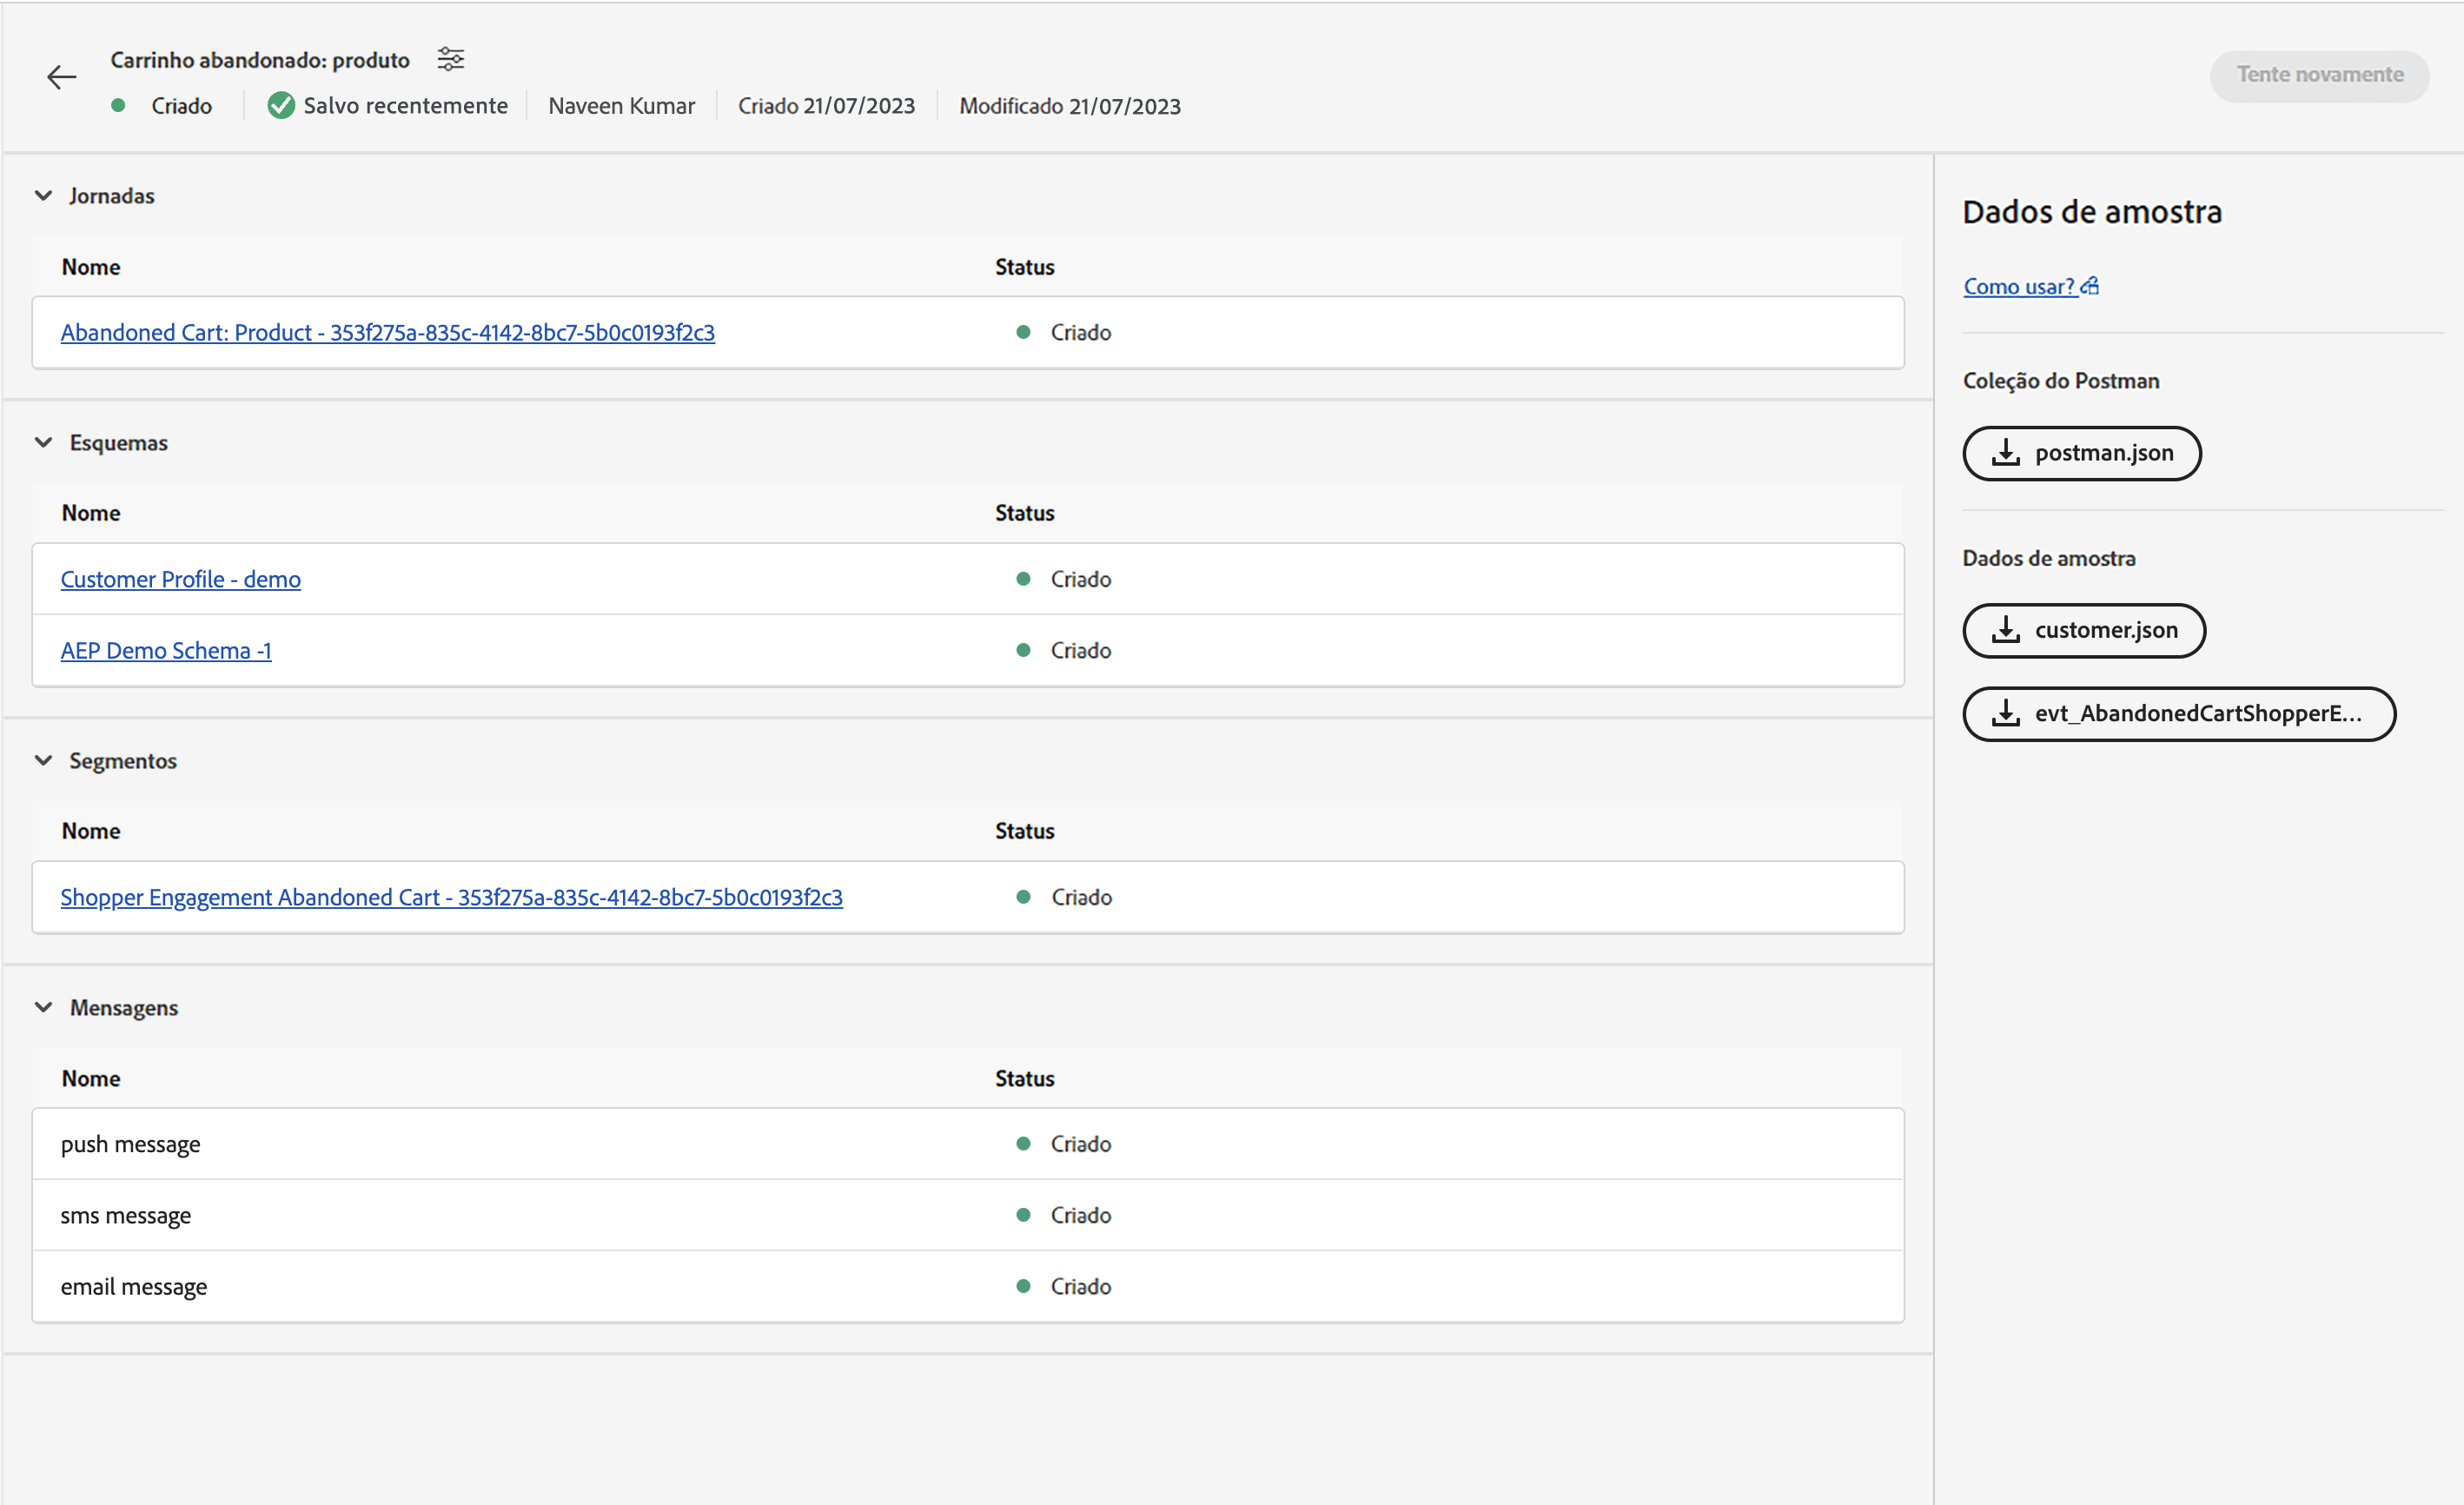 Carrinho abandonado: produto
Criado Salvo recentemente Naveen Kumar Criado 21/07/2023 Modificado 21/07/2023
Tente novamente
Jornadas
Nome Status
Abandoned Cart: Product - 353f275a-835c-4142-8bc7-5b0c0193f2c3 Criado
Esquemas
Nome Status
Customer Profile - demo Criado
AEP Demo Schema -1 Criado
Segmentos
Nome Status
Shopper Engagement Abandoned Cart - 353f275a-835c-4142-8bc7-5b0c0193f2c3 Criado
Mensagens
Nome Status
push message Criado
sms message Criado
email message Criado
Dados de amostra
Como usar?
Coleção do Postman
postman.json
Dados de amostra
customer.json
evt_AbandonedCartShopperE...